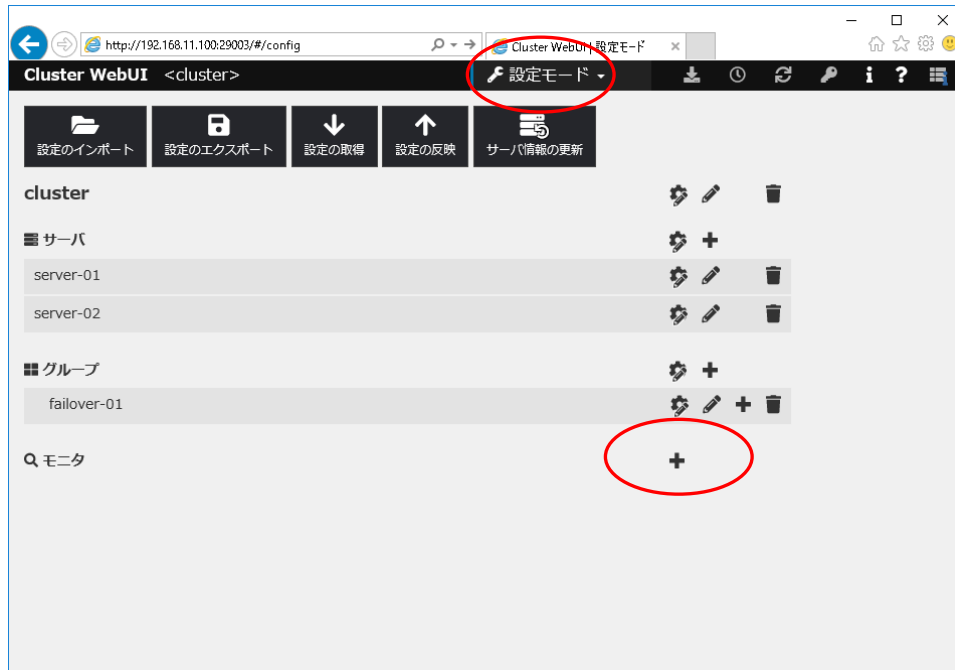 http://192.168.11.100:29003/#/config
Cluster WebUI | 設定モード
Cluster WebUI <cluster>
設定モード
設定のインポート
設定のエクスポート
設定の取得
設定の反映
サーバ情報の更新
cluster
サーバ
server-01
server-02
グループ
failover-01
モニタ